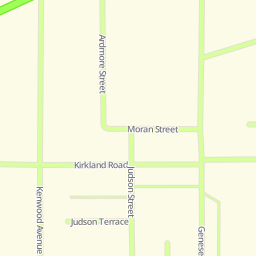 Ardmore Street
Moran Street
Kirkland Road
Judson Street
Kenwood Avenue
Judson Terrace
Genese